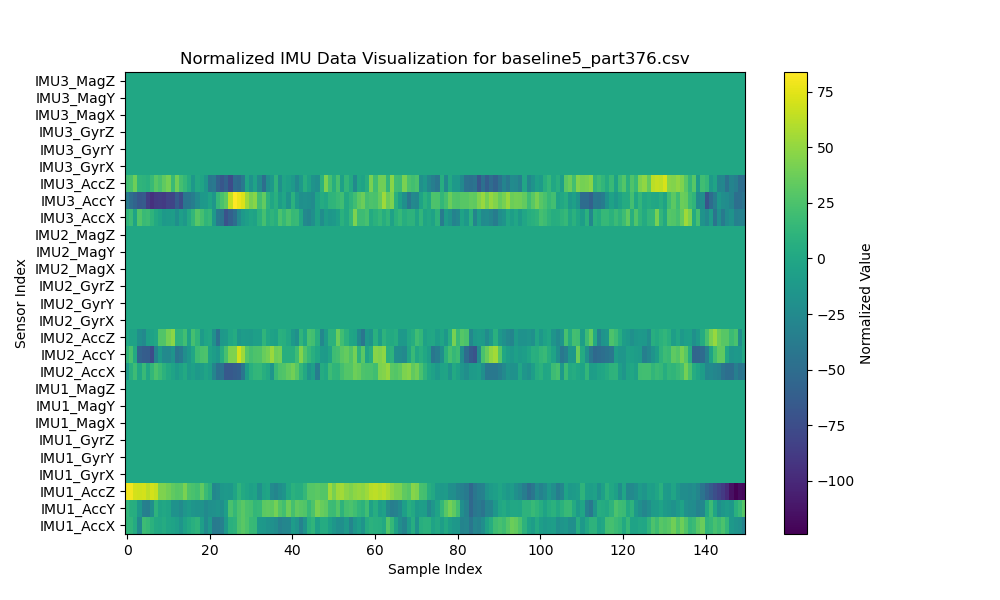 Normalized IMU Data Visualization for baseline5_part376.csv
IMU3_MagZ
IMU3_MagY
IMU3_MagX
IMU3_GyrZ
IMU3_GyrY
IMU3_GyrX
IMU3_AccZ
IMU3_AccY
IMU3_AccX
IMU2_MagZ
IMU2_MagY
IMU2_MagX
IMU2_GyrZ
IMU2_GyrY
IMU2_GyrX
IMU2_AccZ
IMU2_AccY
IMU2_AccX
IMU1_MagZ
IMU1_MagY
IMU1_MagX
IMU1_GyrZ
IMU1_GyrY
IMU1_GyrX
IMU1_AccZ
IMU1_AccY
IMU1_AccX
Sensor Index
0 20 40 60 80 100 120 140
Sample Index
75
50
25
0
−25
−50
−75
−100
Normalized Value